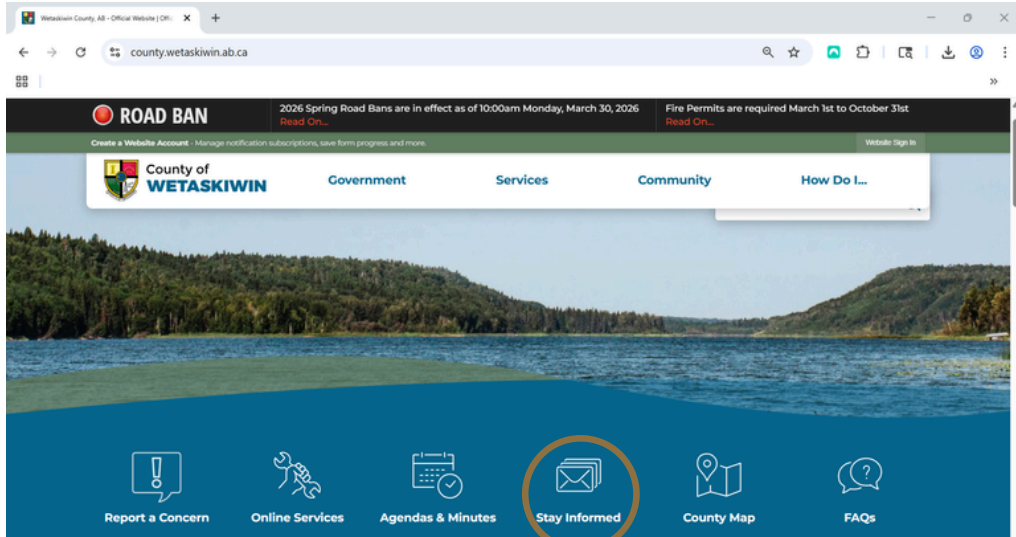 Wetaskiwin County, AB - Official Website | Offi
county.wetaskiwin.ab.ca
ROAD BAN
2026 Spring Road Bans are in effect as of 10:00am Monday, March 30, 2026
Read On...
Fire Permits are required March 1st to October 31st
Read On...
Create a Website Account - Manage notification subscriptions, save form progress and more.
Website Sign In
County of
WETASKIWIN
Government
Services
Community
How Do I...
Report a Concern
Online Services
Agendas & Minutes
Stay Informed
County Map
FAQs